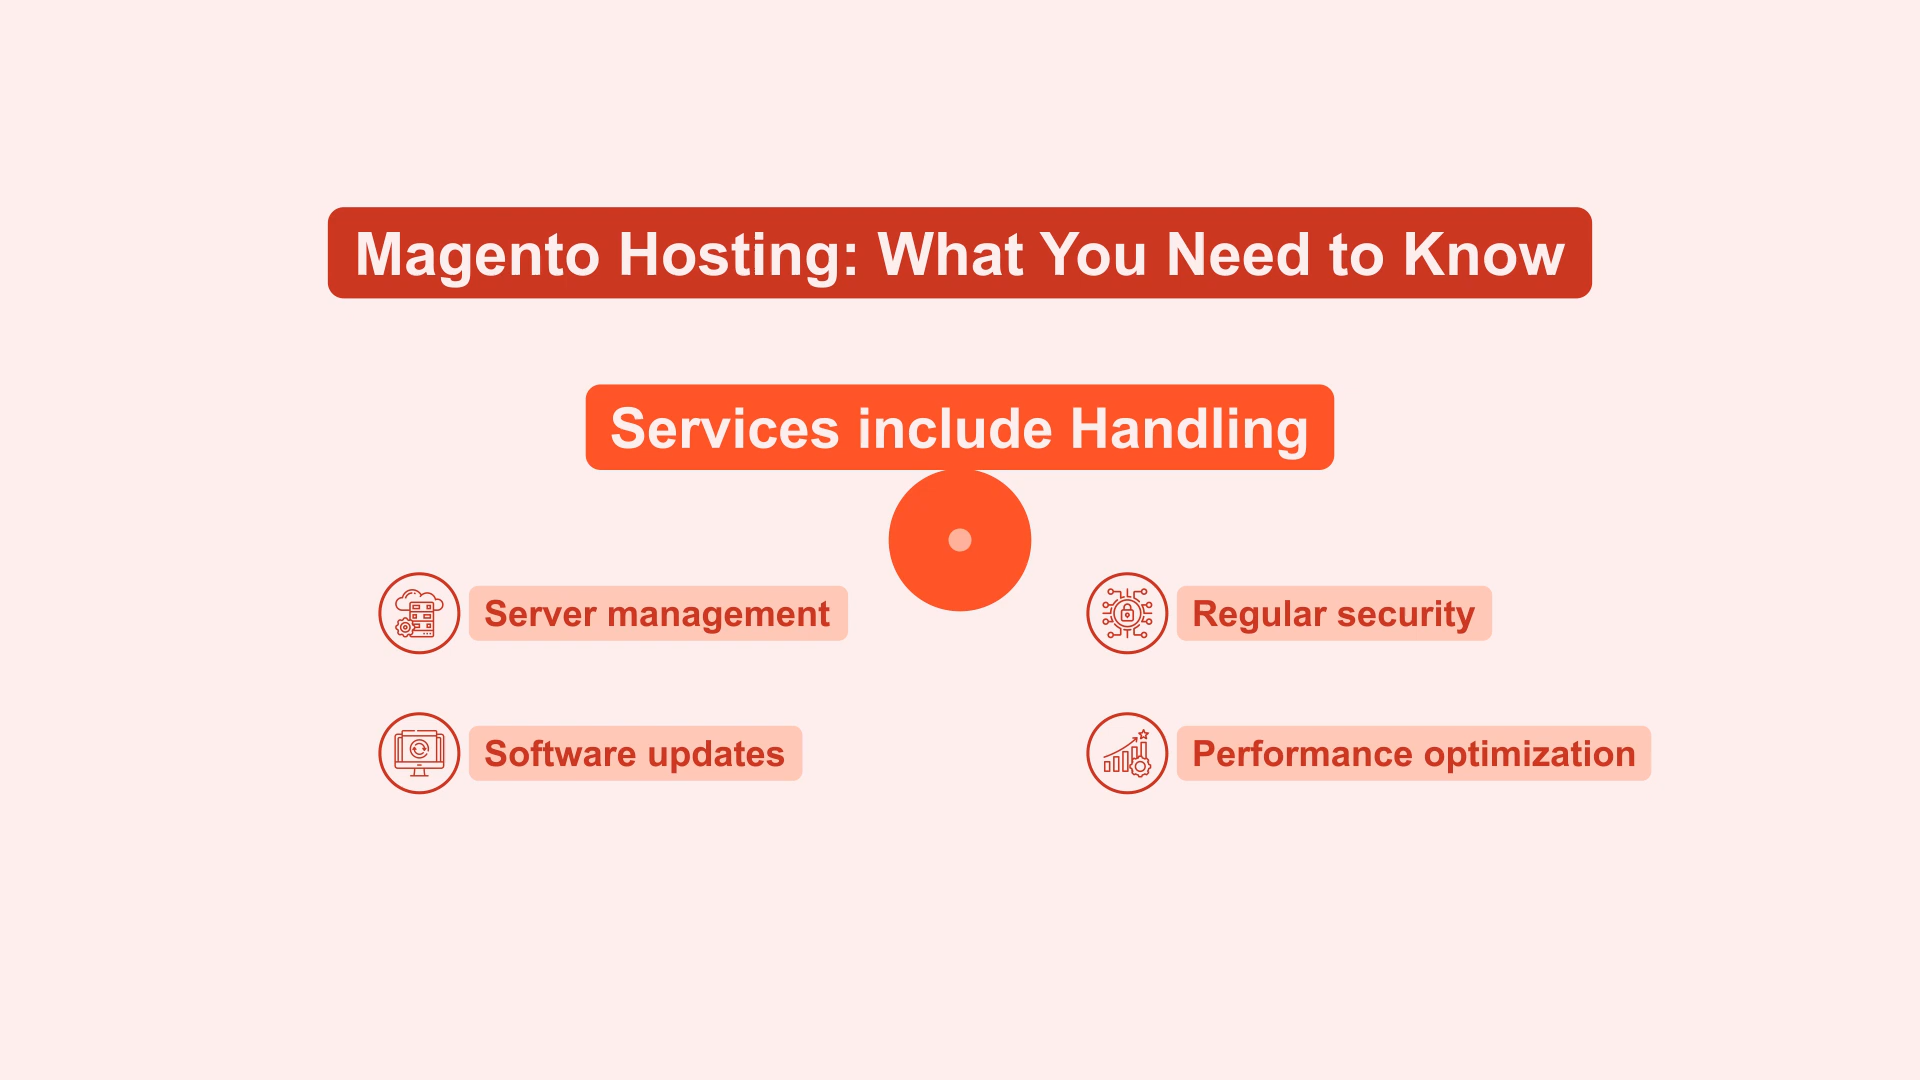 Magento Hosting: What You Need to Know
Services include Handling
Server management
Regular security
Software updates
Performance optimization